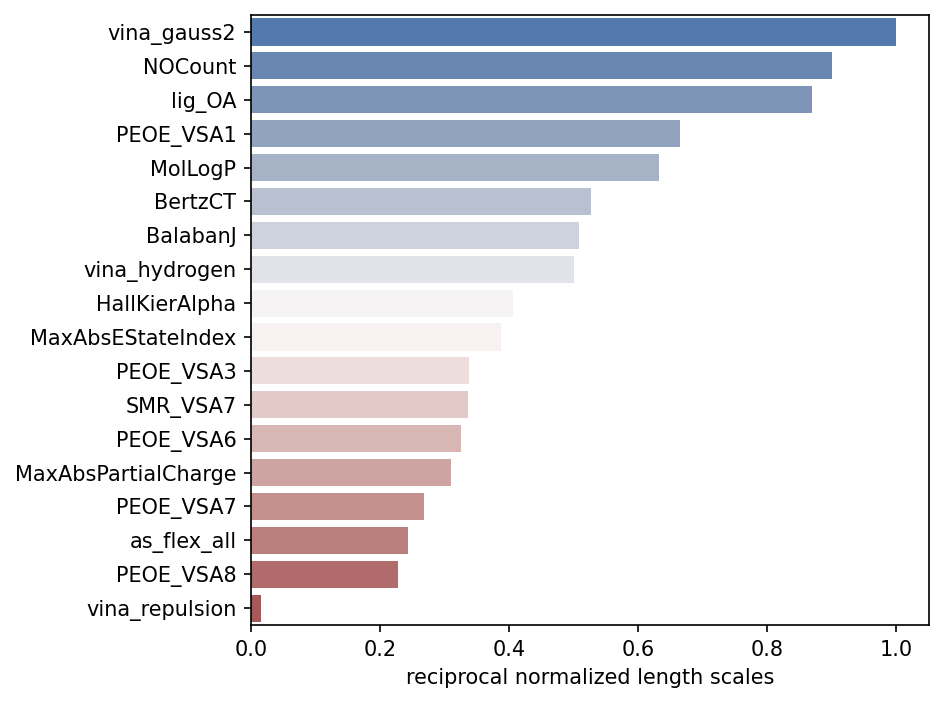 vina_gauss2
NOCount
lig_OA
PEOE_VSA1
MolLogP
BertzCT
BalabanJ
vina_hydrogen
HallKierAlpha
MaxAbsEStateIndex
PEOE_VSA3
SMR_VSA7
PEOE_VSA6
MaxAbsPartialCharge
PEOE_VSA7
as_flex_all
PEOE_VSA8
vina_repulsion
0.0 0.2 0.4 0.6 0.8 1.0
reciprocal normalized length scales